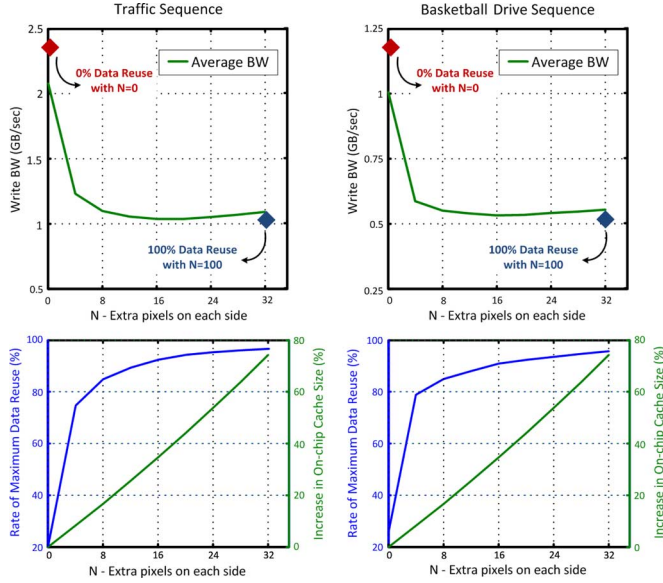 Traffic Sequence
2.5
2
1.5
1
0.5
Write BW (GB/sec)
0% Data Reuse
with N=0
Average BW
100% Data Reuse
with N=100
0 8 16 24 32
N - Extra pixels on each side
Basketball Drive Sequence
1.25
1
0.75
0.5
0.25
Write BW (GB/sec)
0% Data Reuse
with N=0
Average BW
100% Data Reuse
with N=100
0 8 16 24 32
N - Extra pixels on each side
100
80
60
40
20
Rate of Maximum Data Reuse (%)
80
60
40
20
0
Increase in On-chip Cache Size (%)
0 8 16 24 32
N - Extra pixels on each side
100
80
60
40
20
Rate of Maximum Data Reuse (%)
80
60
40
20
0
Increase in On-chip Cache Size (%)
0 8 16 24 32
N - Extra pixels on each side